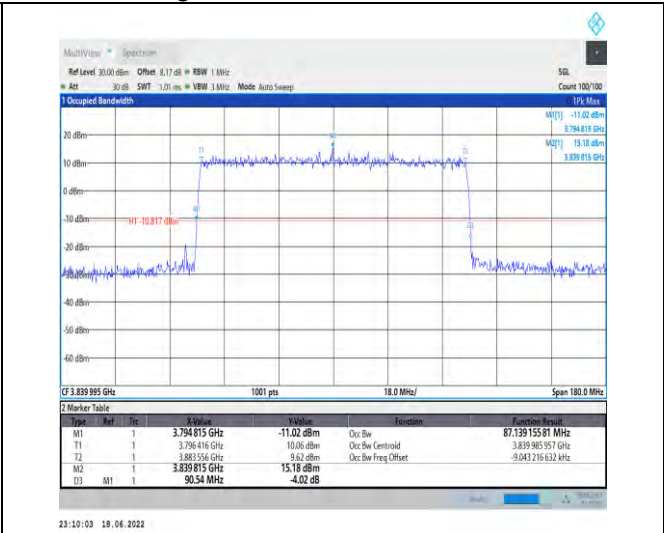 MultiView Spectrum
Ref Level 30.00 dBm Offset 8.17 dB RBW 1 MHz SGL
Att 30 dB SWT 1.01 ms VBW 3 MHz Mode Auto Sweep Count 100/100
1 Occupied Bandwidth 1Pk Max
M1[1] -11.02 dBm
3.794 815 GHz
M2[1] 15.18 dBm
3.839 815 GHz
20 dBm
10 dBm
0 dBm
-10 dBm
H1 -10.817 dBm
-20 dBm
-30 dBm
-40 dBm
-50 dBm
-60 dBm
CF 3.839 995 GHz 1001 pts 18.0 MHz/ Span 180.0 MHz
2 Marker Table
Type Ref Trc X-Value Y-Value Function Function Result
M1 1 3.794 815 GHz -11.02 dBm Occ Bw 87.139 155 81 MHz
T1 1 3.796 416 GHz 10.06 dBm Occ Bw Centroid 3.839 985 957 GHz
T2 1 3.883 556 GHz 9.62 dBm Occ Bw Freq Offset -9.043 216 632 kHz
M2 1 3.839 815 GHz 15.18 dBm
D3 M1 1 90.54 MHz -4.02 dB
23:10:03 18.06.2022